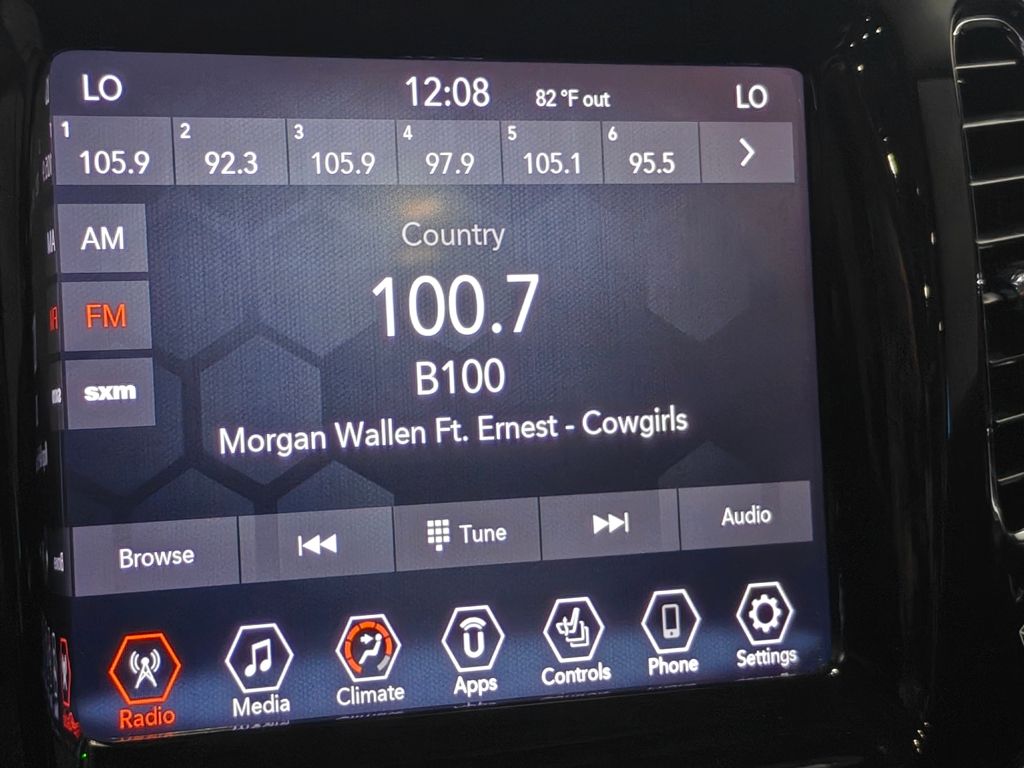 LO 12:08 82 °F out LO
1 2 3 4 5 6
105.9 92.3 105.9 97.9 105.1 95.5
AM
FM
sxm
Country
100.7
B100
Morgan Wallen Ft. Ernest - Cowgirls
Browse Tune Audio
Radio Media Climate Apps Controls Phone Settings